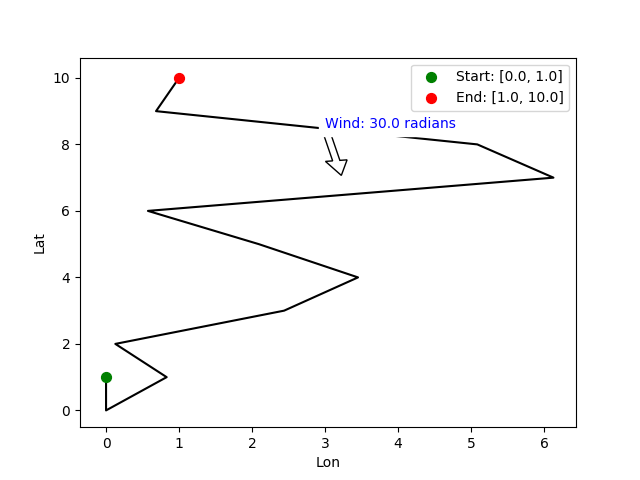 Start: [0.0, 1.0]
End: [1.0, 10.0]
Wind: 30.0 radians
Lat
10
8
6
4
2
0
0 1 2 3 4 5 6
Lon